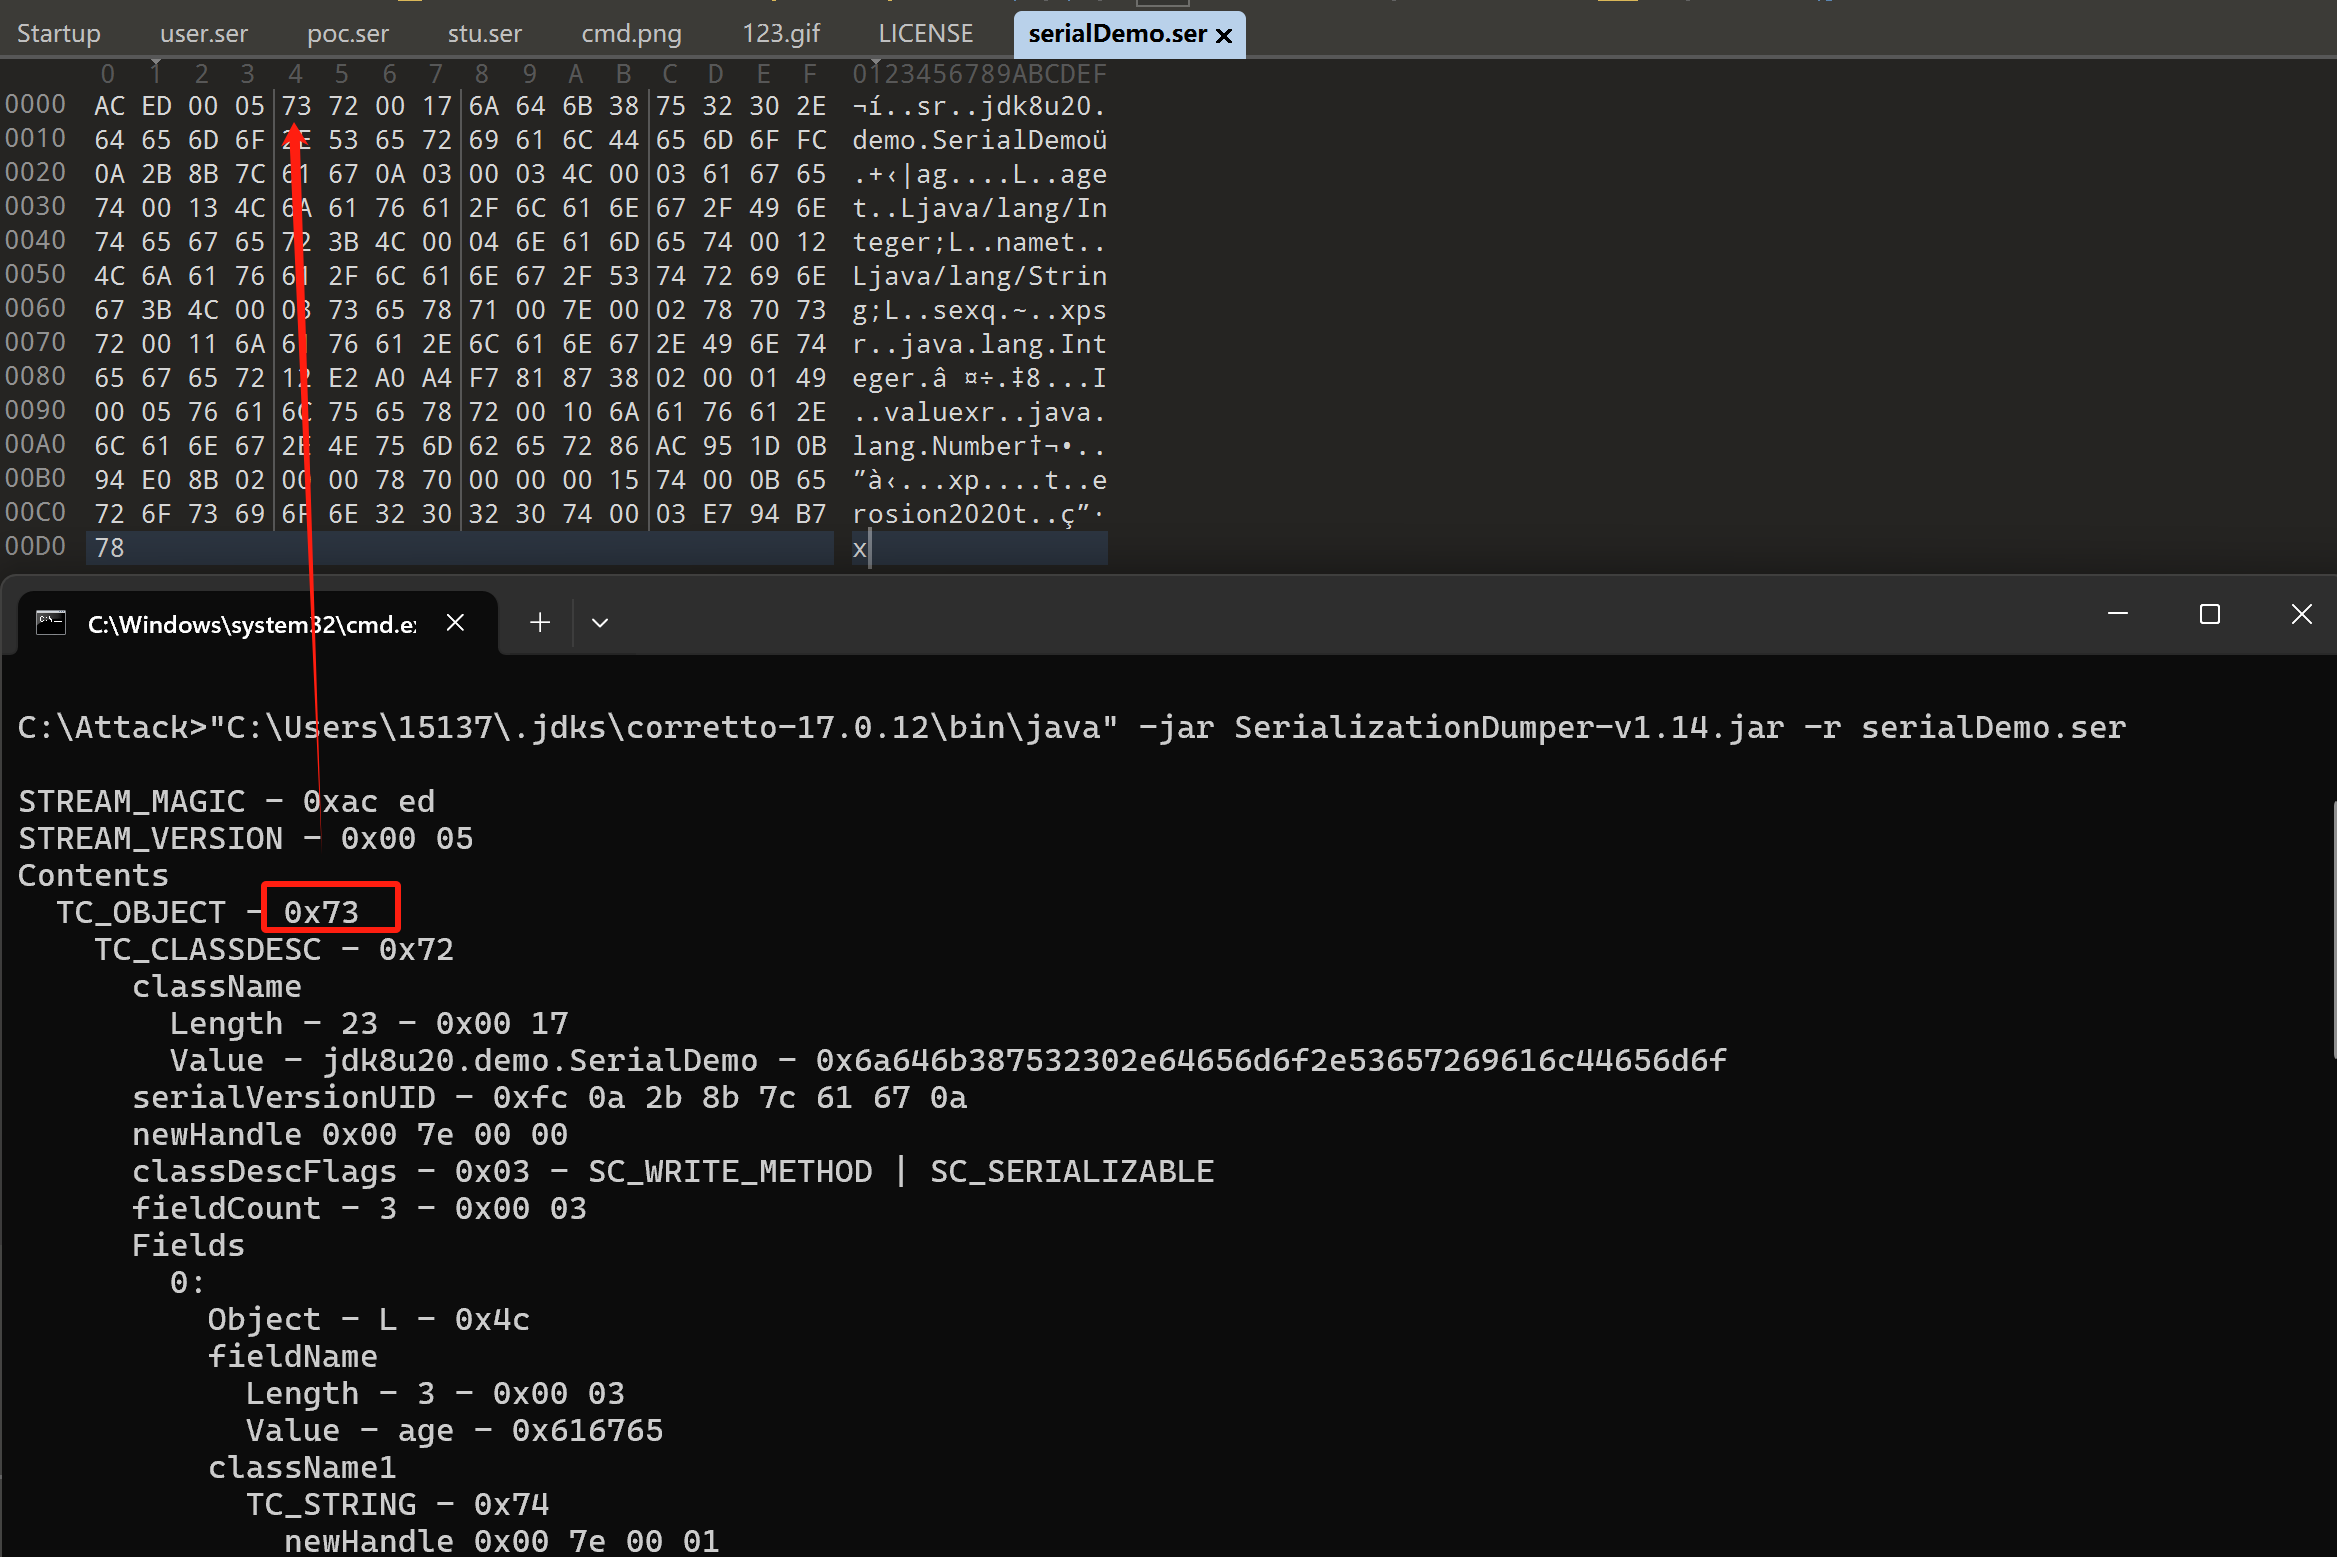 Startup user.ser poc.ser stu.ser cmd.png 123.gif LICENSE serialDemo.ser
0 1 2 3 4 5 6 7 8 9 A B C D E F 0123456789ABCDEF
0000 AC ED 00 05 73 72 00 17 6A 64 6B 38 75 32 30 2E ¬í..sr..jdk8u20.
0010 64 65 6D 6F 2E 53 65 72 69 61 6C 44 65 6D 6F FC demo.SerialDemoü
0020 0A 2B 8B 7C 61 67 0A 03 00 03 4C 00 03 61 67 65 .+‹|ag....L..age
0030 74 00 13 4C 6A 61 76 61 2F 6C 61 6E 67 2F 49 6E t..Ljava/lang/In
0040 74 65 67 65 72 3B 4C 00 04 6E 61 6D 65 74 00 12 teger;L..namet..
0050 4C 6A 61 76 61 2F 6C 61 6E 67 2F 53 74 72 69 6E Ljava/lang/Strin
0060 67 3B 4C 00 03 73 65 78 71 00 7E 00 02 78 70 73 g;L..sexq.~..xps
0070 72 00 11 6A 61 76 61 2E 6C 61 6E 67 2E 49 6E 74 r..java.lang.Int
0080 65 67 65 72 12 E2 A0 A4 F7 81 87 38 02 00 01 49 eger.â ¤÷.‡8...I
0090 00 05 76 61 6C 75 65 78 72 00 10 6A 61 76 61 2E ..valuexr..java.
00A0 6C 61 6E 67 2E 4E 75 6D 62 65 72 86 AC 95 1D 0B lang.Number†¬•..
00B0 94 E0 8B 02 00 00 78 70 00 00 00 15 74 00 0B 65 ”à‹...xp....t..e
00C0 72 6F 73 69 6F 6E 32 30 32 30 74 00 03 E7 94 B7 rosion2020t..ç”·
00D0 78 x
C:\Windows\system32\cmd.e
C:\Attack>"C:\Users\15137\.jdks\corretto-17.0.12\bin\java" -jar SerializationDumper-v1.14.jar -r serialDemo.ser
STREAM_MAGIC - 0xac ed
STREAM_VERSION - 0x00 05
Contents
TC_OBJECT - 0x73
TC_CLASSDESC - 0x72
className
Length - 23 - 0x00 17
Value - jdk8u20.demo.SerialDemo - 0x6a646b387532302e64656d6f2e53657269616c44656d6f
serialVersionUID - 0xfc 0a 2b 8b 7c 61 67 0a
newHandle 0x00 7e 00 00
classDescFlags - 0x03 - SC_WRITE_METHOD | SC_SERIALIZABLE
fieldCount - 3 - 0x00 03
Fields
0:
Object - L - 0x4c
fieldName
Length - 3 - 0x00 03
Value - age - 0x616765
className1
TC_STRING - 0x74
newHandle 0x00 7e 00 01